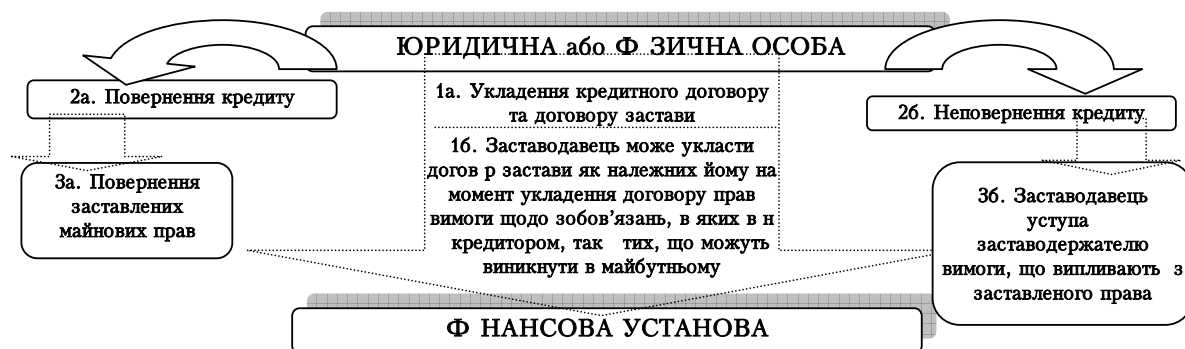 ЮРИДИЧНА або Ф ЗИЧНА ОСОБА
2а. Повернення кредиту
1а. Укладення кредитного договору
та договору застави
2б. Неповернення кредиту
1б. Заставодавець може укласти
догов р застави як належних йому на
момент укладення договору прав
вимоги щодо зобов’язань, в яких в н
кредитором, так тих, що можуть
виникнути в майбутньому
3а. Повернення
заставлених
майнових прав
3б. Заставодавець
уступа
заставодержателю
вимоги, що випливають з
заставленого права
Ф НАНСОВА УСТАНОВА